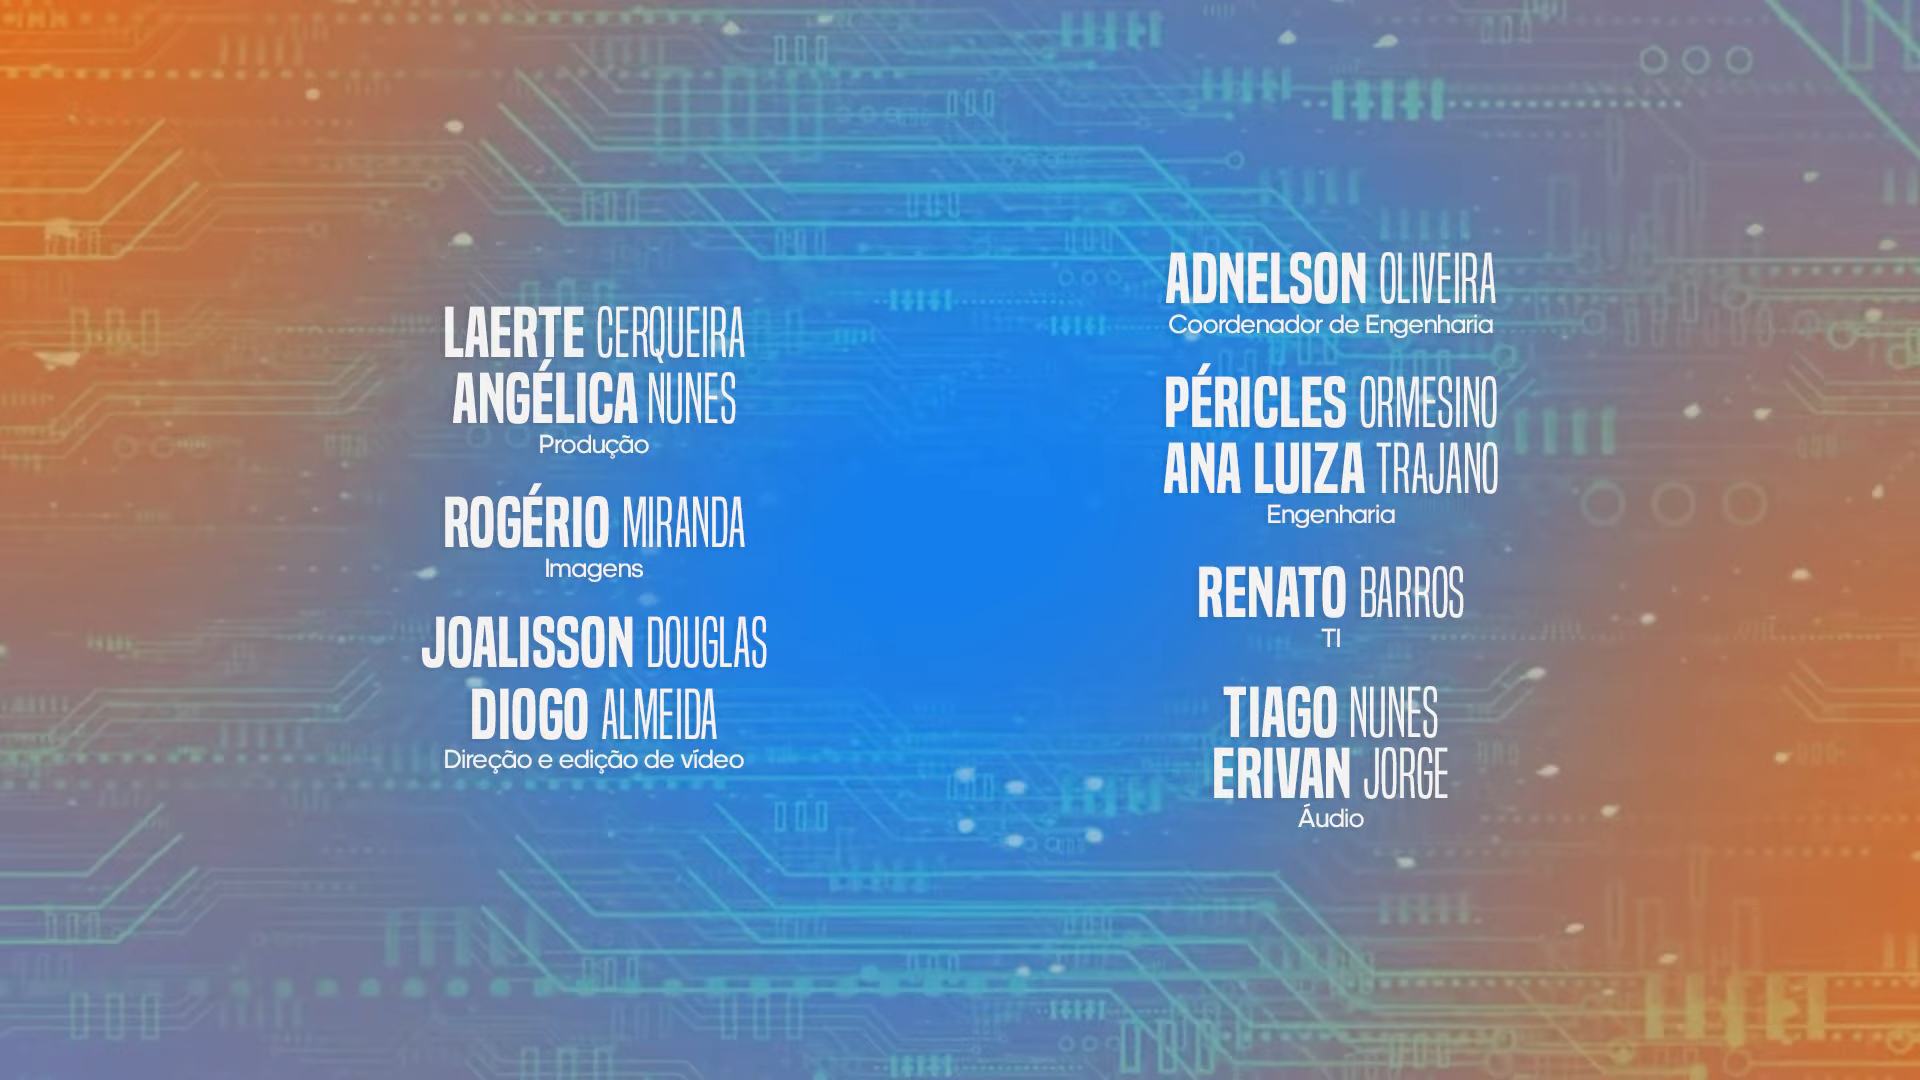 LAERTE CERQUEIRA
ANGÉLICA NUNES
Produção
ROGÉRIO MIRANDA
Imagens
JOALISSON DOUGLAS
DIOGO ALMEIDA
Direção e edição de vídeo
ADNELSON OLIVEIRA
Coordenador de Engenharia
PÉRICLES ORMESINO
ANA LUIZA TRAJANO
Engenharia
RENATO BARROS
TI
TIAGO NUNES
ERIVAN JORGE
Áudio